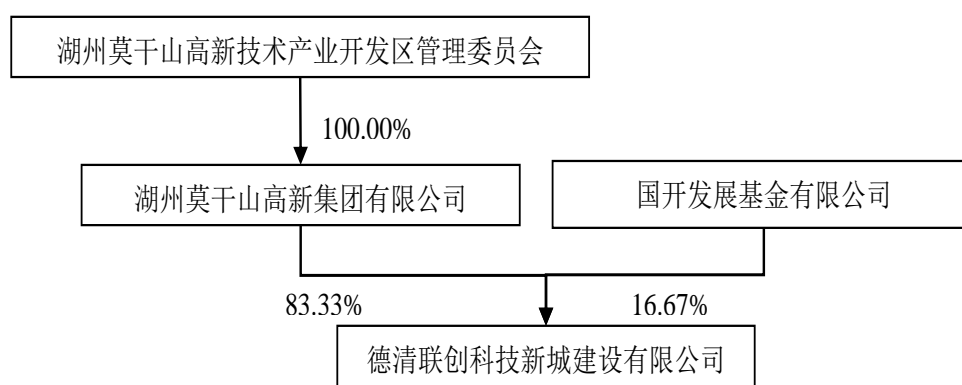 湖州莫干山高新技术产业开发区管理委员会
100.00%
湖州莫干山高新集团有限公司
国开发展基金有限公司
83.33%
16.67%
德清联创科技新城建设有限公司